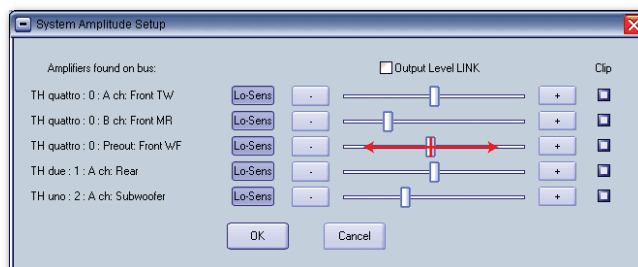 System Amplitude Setup
Amplifiers found on bus: Output Level LINK Clip
TH quattro : 0 : A ch: Front TW Lo-Sens - +
TH quattro : 0 : B ch: Front MR Lo-Sens - +
TH quattro : 0 : Preout: Front WF Lo-Sens - +
TH due : 1 : A ch: Rear Lo-Sens - +
TH uno : 2 : A ch: Subwoofer Lo-Sens - +
OK Cancel